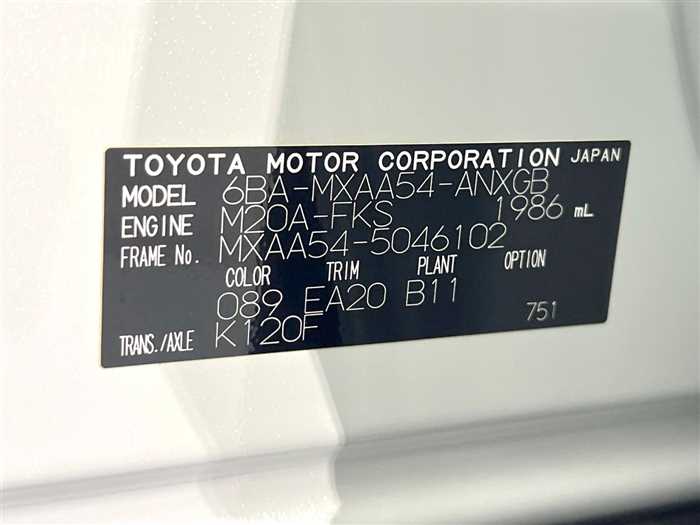 TOYOTA MOTOR CORPORATION JAPAN
MODEL 6BA-MXAA54-ANXGB
ENGINE M20A-FKS 1986 mL
FRAME No. MXAA54-5046102
COLOR TRIM PLANT OPTION
089 EA20 B11 751
TRANS./AXLE K120F